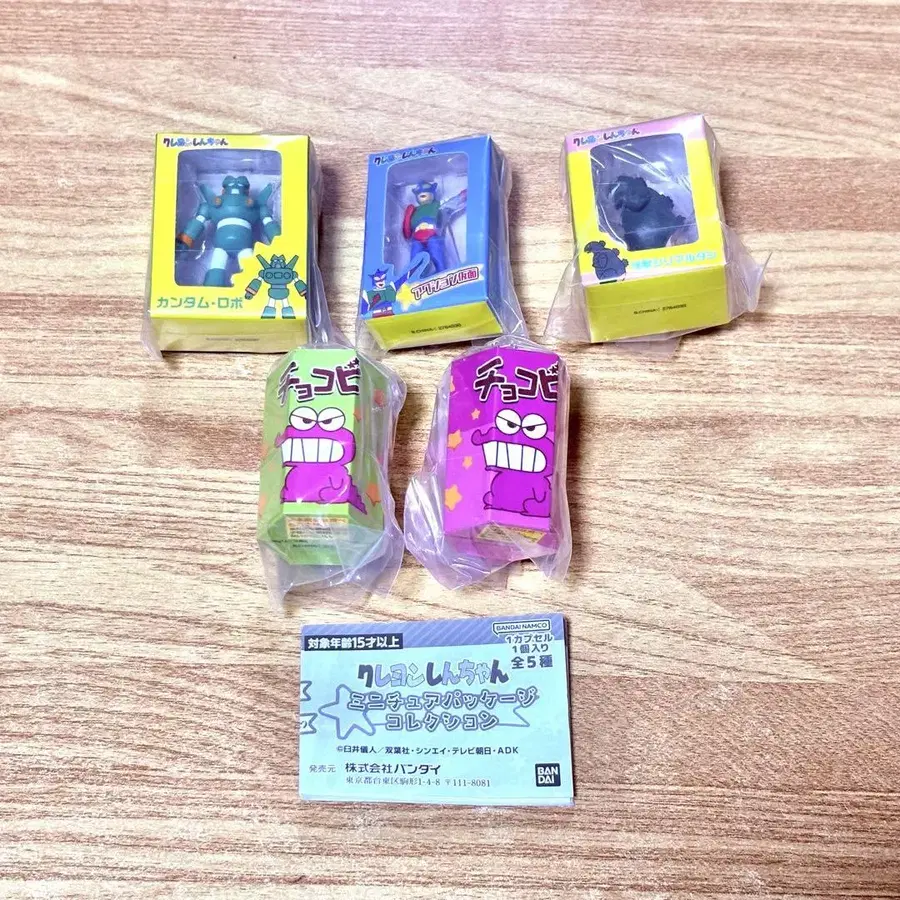 クレヨンしんちゃん
カンタム・ロボ
クレヨンしんちゃん
アクション仮面
クレヨンしんちゃん
チョコビ
チョコビ
対象年齢15才以上
BANDAI NAMCO
1カプセル
1個入り
全5種
クレヨンしんちゃん
ミニチュアパッケージ
コレクション
©臼井儀人/双葉社・シンエイ・テレビ朝日・ADK
発売元 株式会社バンダイ
東京都台東区駒形1-4-8 〒111-8081
BAN
DAI